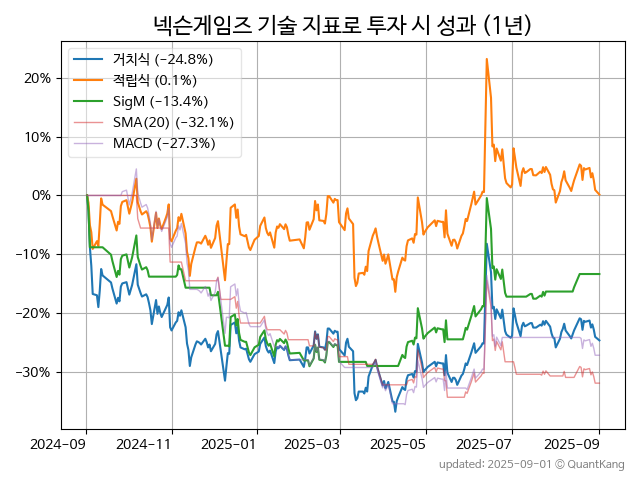 넥슨게임즈 기술 지표로 투자 시 성과 (1년)
거치식 (−24.8%)
적립식 (0.1%)
SigM (−13.4%)
SMA(20) (−32.1%)
MACD (−27.3%)
20%
10%
0%
−10%
−20%
−30%
2024-09 2024-11 2025-01 2025-03 2025-05 2025-07 2025-09
updated: 2025-09-01 © QuantKang